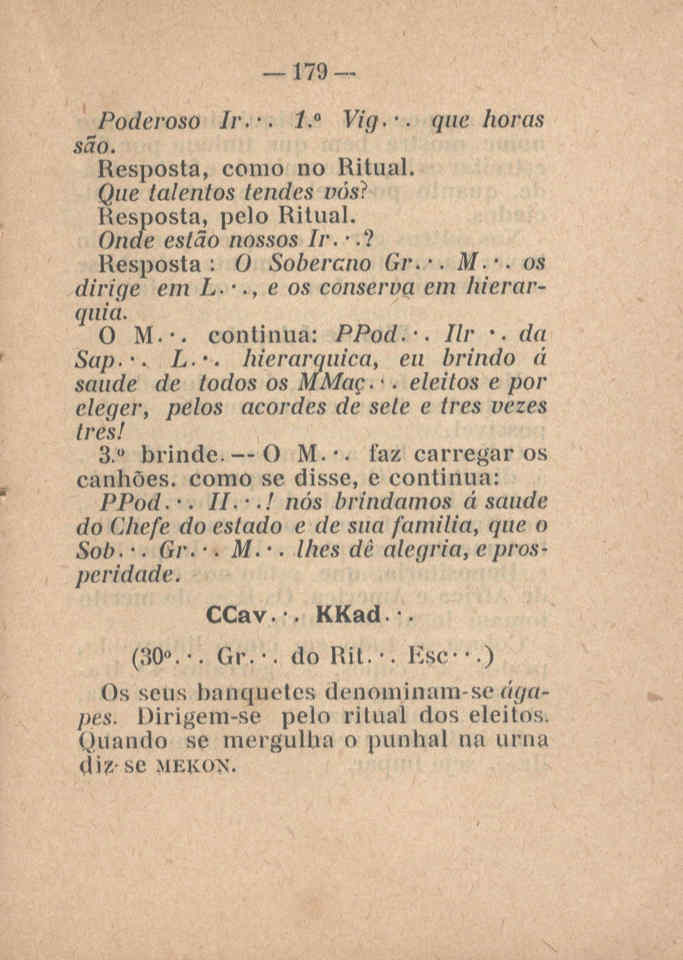 — 179 —
Poderoso Ir.·. 1.º Vig.·. que horas
são.
Resposta, como no Ritual.
Que talentos tendes vós?
Resposta, pelo Ritual.
Onde estão nossos Ir.·.?
Resposta: O Soberano Gr.·. M.·. os
dirige em L.·., e os conserva em hierar-
quia.
O M.·. continua: PPod.·. Ilr ·. da
Sap.·. L.·. hierarquica, eu brindo á
saude de todos os MMaç.·. eleitos e por
eleger, pelos acordes de sete e tres vezes
tres!
3.º brinde.—O M.·. faz carregar os
canhões. como se disse, e continua:
PPod.·. II.·.! nós brindamos á saude
do Chefe do estado e de sua familia, que o
Sob.·. Gr.·. M.·. lhes dê alegria, e pros-
peridade.
CCav.·. KKad.·.
(30º.·. Gr.·. do Rit.·. Esc··.)
Os seus banquetes denominam-se ága-
pes. Dirigem-se pelo ritual dos eleitos.
Quando se mergulha o punhal na urna
diz-se MEKON.